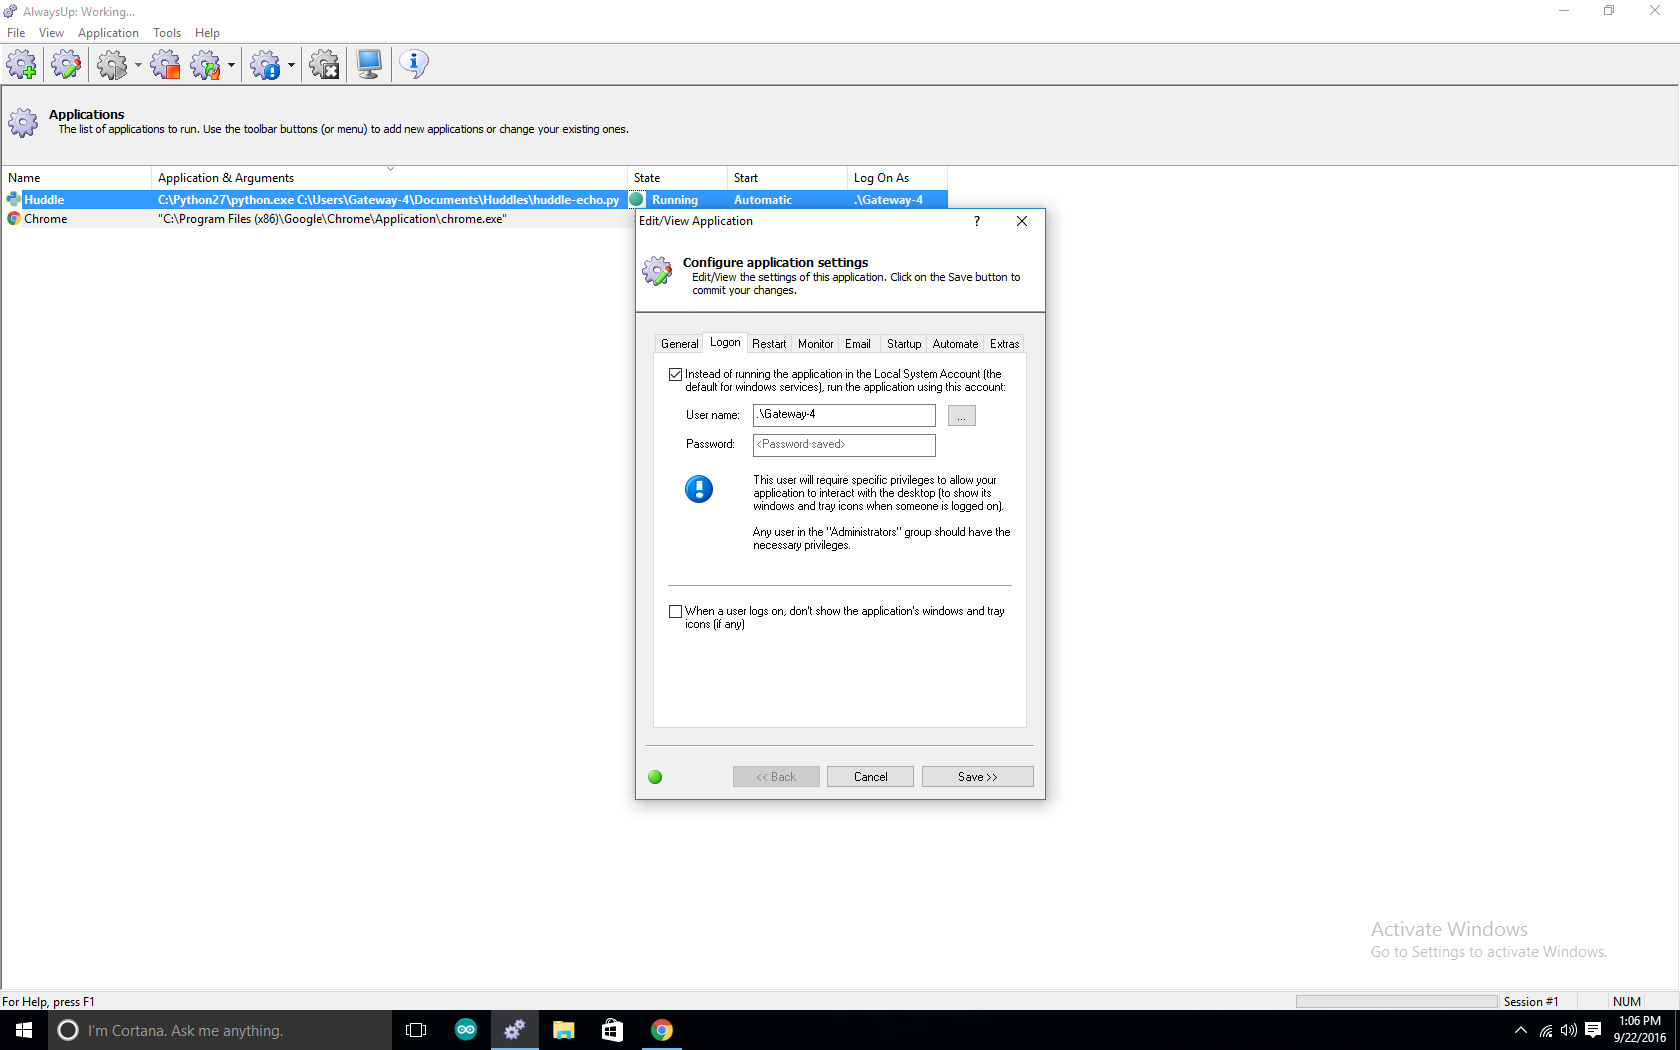 AlwaysUp: Working...
File View Application Tools Help
Applications
The list of applications to run. Use the toolbar buttons (or menu) to add new applications or change your existing ones.
Name Application & Arguments State Start Log On As
Huddle C:\Python27\python.exe C:\Users\Gateway-4\Documents\Huddles\huddle-echo.py Running Automatic .\Gateway-4
Chrome "C:\Program Files (x86)\Google\Chrome\Application\chrome.exe"
Edit/View Application ?
Configure application settings
Edit/View the settings of this application. Click on the Save button to
commit your changes.
General Logon Restart Monitor Email Startup Automate Extras
Instead of running the application in the Local System Account (the
default for windows services), run the application using this account:
User name: .\Gateway-4 ...
Password: <Password saved>
This user will require specific privileges to allow your
application to interact with the desktop (to show its
windows and tray icons when someone is logged on).
Any user in the "Administrators" group should have the
necessary privileges.
When a user logs on, don't show the application's windows and tray
icons (if any)
<< Back Cancel Save >>
Activate Windows
Go to Settings to activate Windows.
For Help, press F1 Session #1 NUM
I'm Cortana. Ask me anything.
1:06 PM
9/22/2016